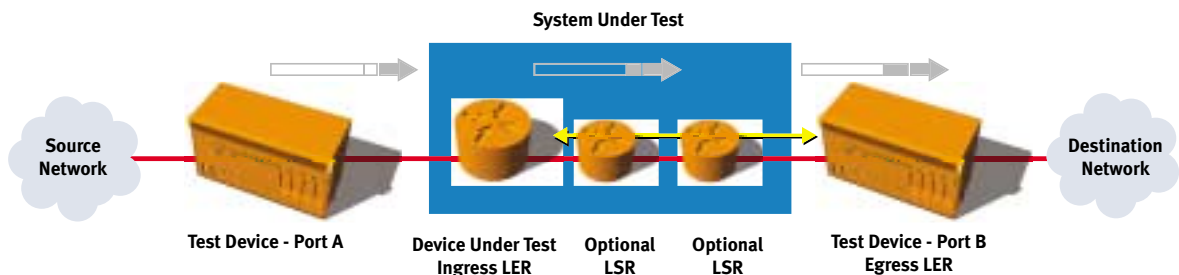 System Under Test
Source
Network
Destination
Network
Test Device - Port A
Device Under Test
Ingress LER
Optional
LSR
Optional
LSR
Test Device - Port B
Egress LER